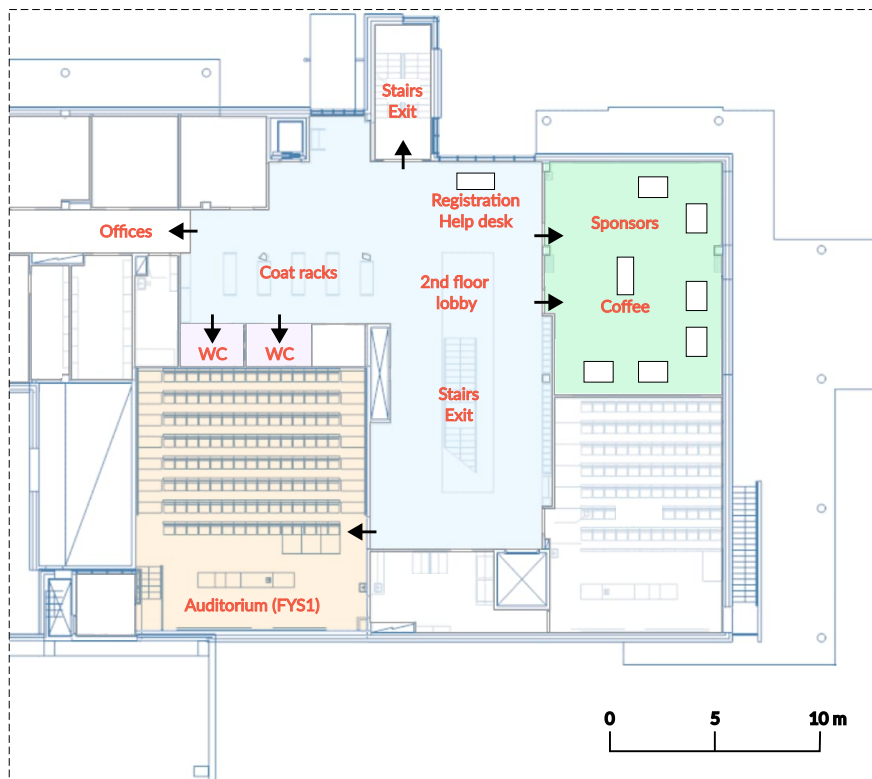 Stairs
Exit
Registration
Help desk
Offices
Sponsors
Coat racks
2nd floor
lobby
Coffee
WC
WC
Stairs
Exit
Auditorium (FYS1)
0
5
10 m